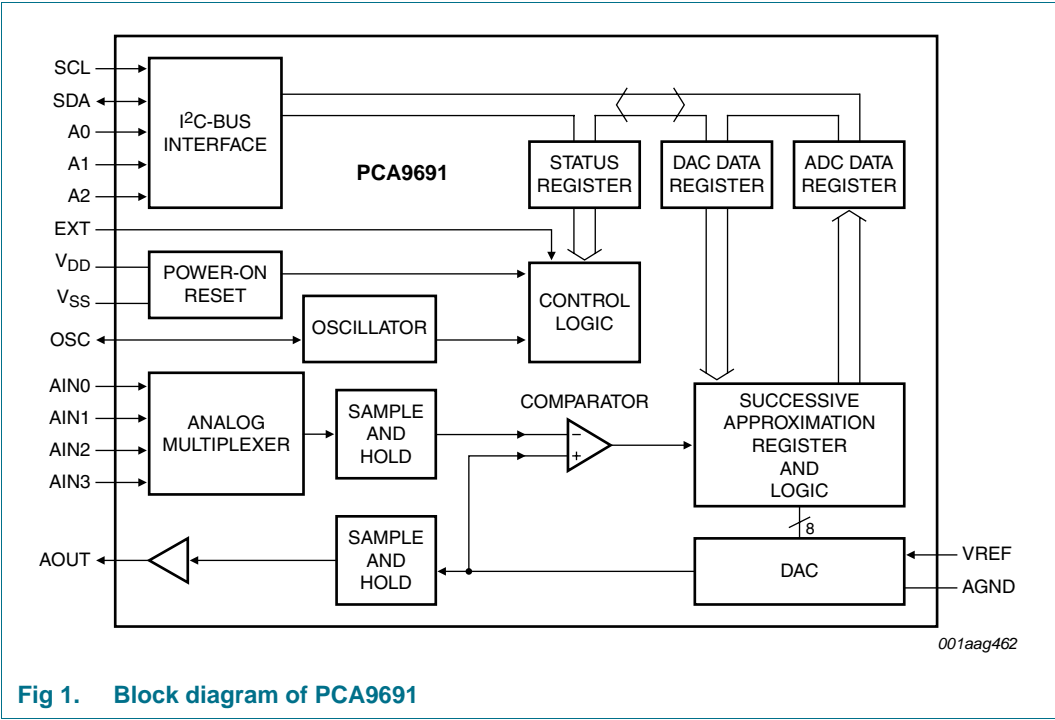 SCL
SDA
A0
A1
A2
EXT
VDD
VSS
OSC
AIN0
AIN1
AIN2
AIN3
AOUT
I²C-BUS
INTERFACE
PCA9691
STATUS
REGISTER
DAC DATA
REGISTER
ADC DATA
REGISTER
POWER-ON
RESET
OSCILLATOR
CONTROL
LOGIC
ANALOG
MULTIPLEXER
SAMPLE
AND
HOLD
COMPARATOR
−
+
SUCCESSIVE
APPROXIMATION
REGISTER
AND
LOGIC
8
SAMPLE
AND
HOLD
DAC
VREF
AGND
001aag462
Fig 1. Block diagram of PCA9691